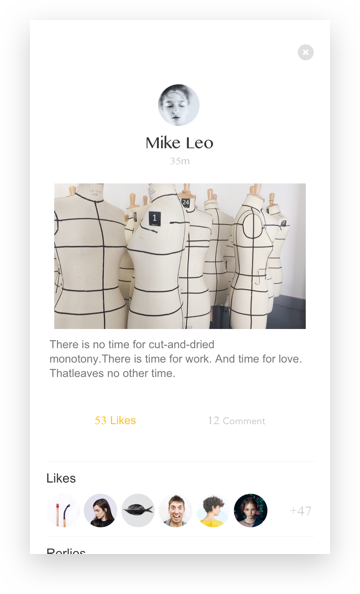 Mike Leo
35m
1
24
There is no time for cut-and-dried
monotony.There is time for work. And time for love.
Thatleaves no other time.
53 Likes
12 Comment
Likes
+47
Replies